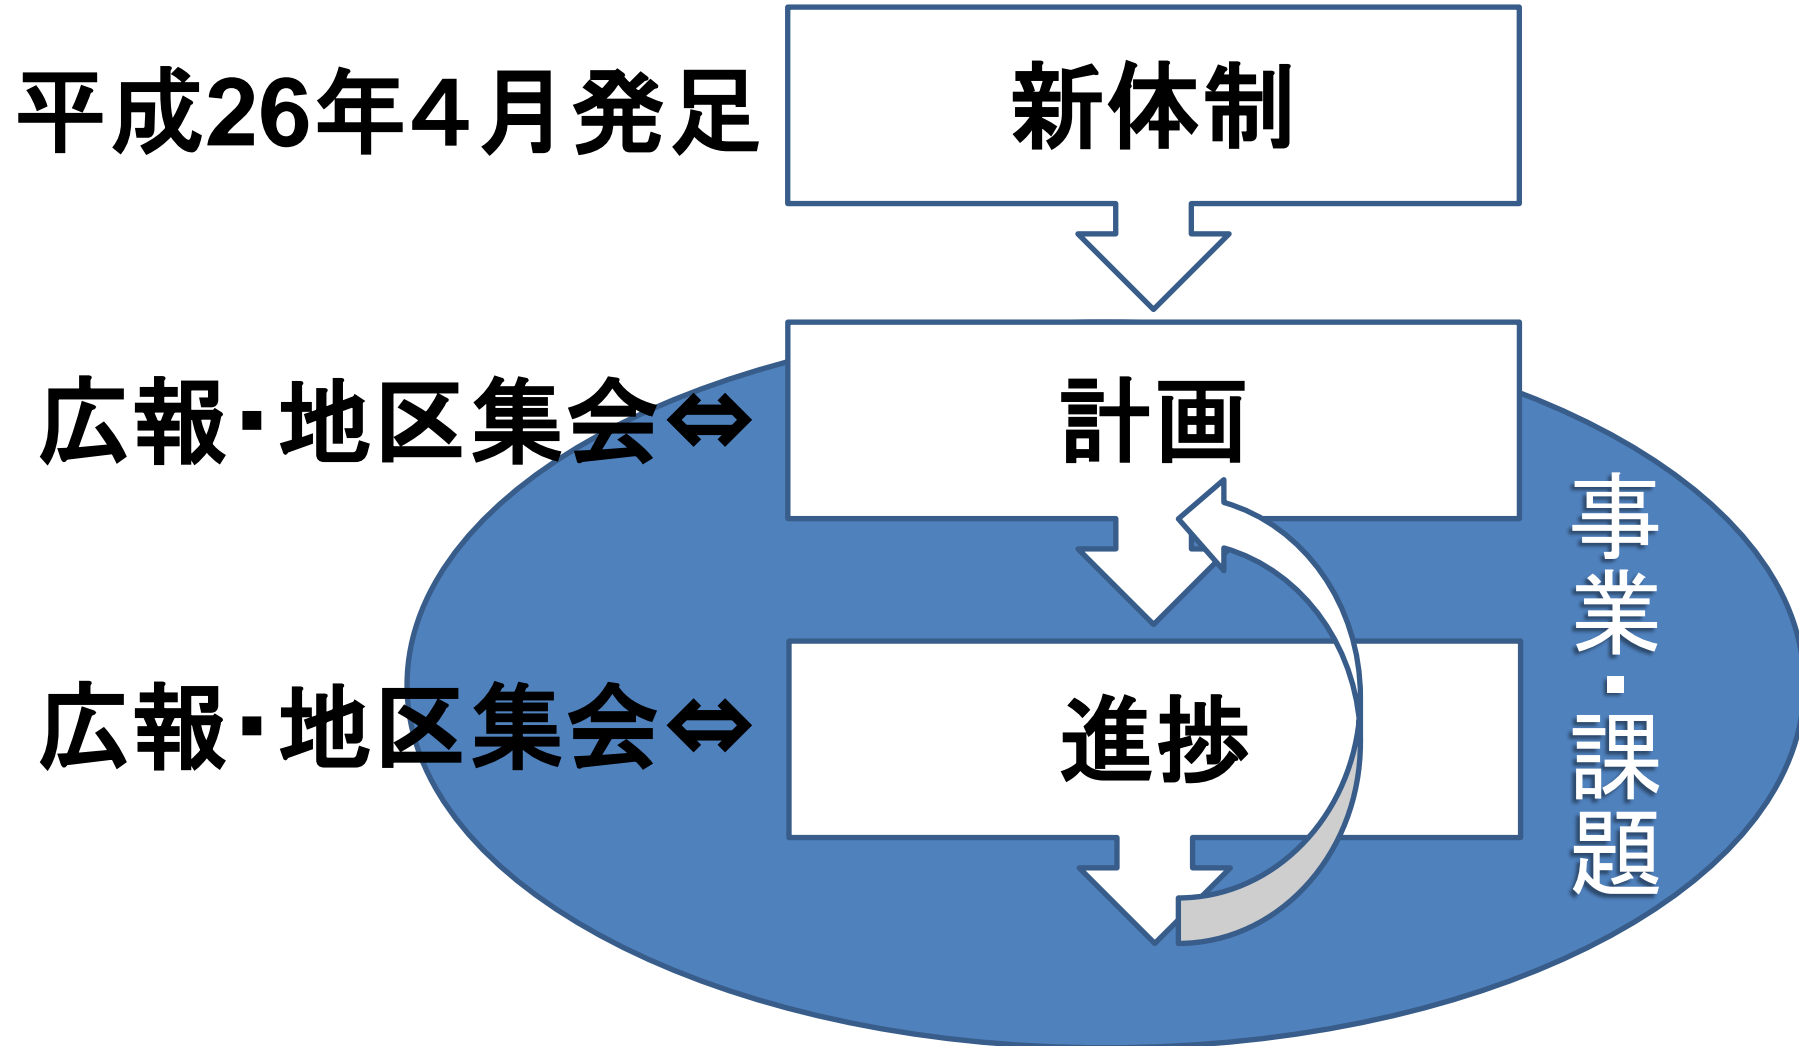 平成26年4月発足
新体制
広報・地区集会⇔
計画
広報・地区集会⇔
進捗
事業・課題